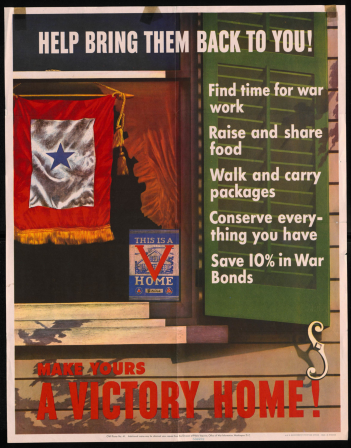 HELP BRING THEM BACK TO YOU!
Find time for war
work
Raise and share
food
Walk and carry
packages
Conserve every-
thing you have
Save 10% in War
Bonds
THIS IS A
V
HOME
MAKE YOURS
A VICTORY HOME!